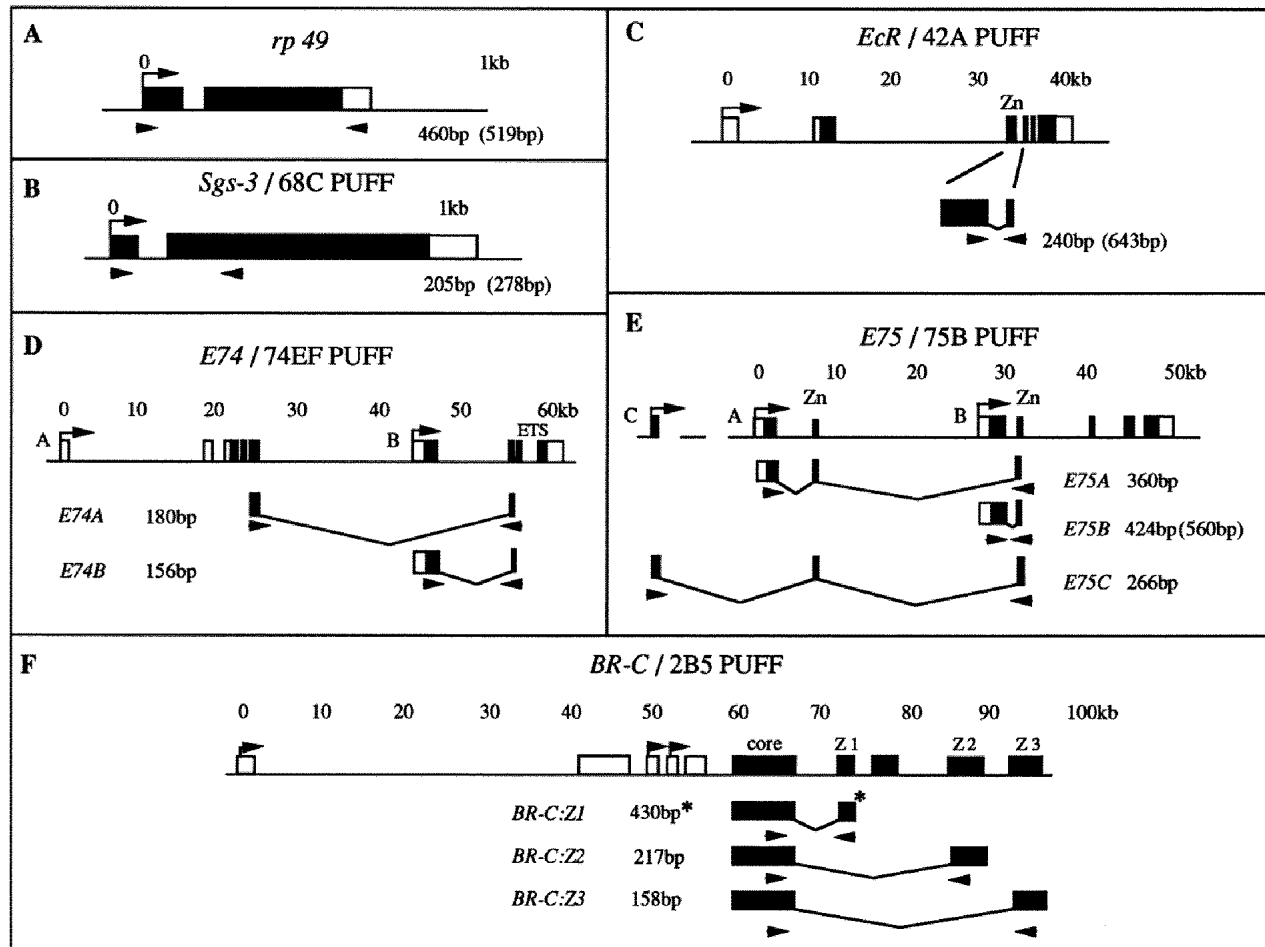 A
rp 49
0 1kb
460bp (519bp)
B
Sgs-3 / 68C PUFF
0 1kb
205bp (278bp)
C
EcR / 42A PUFF
0 10 20 30 40kb
Zn
240bp (643bp)
D
E74 / 74EF PUFF
0 10 20 30 40 50 60kb
A B ETS
E74A 180bp
E74B 156bp
E
E75 / 75B PUFF
0 10 20 30 40 50kb
Zn Zn
C A B
E75A 360bp
E75B 424bp (560bp)
E75C 266bp
F
BR-C / 2B5 PUFF
0 10 20 30 40 50 60 70 80 90 100kb
core Z1 Z2 Z3
BR-C:Z1 430bp* *
BR-C:Z2 217bp
BR-C:Z3 158bp